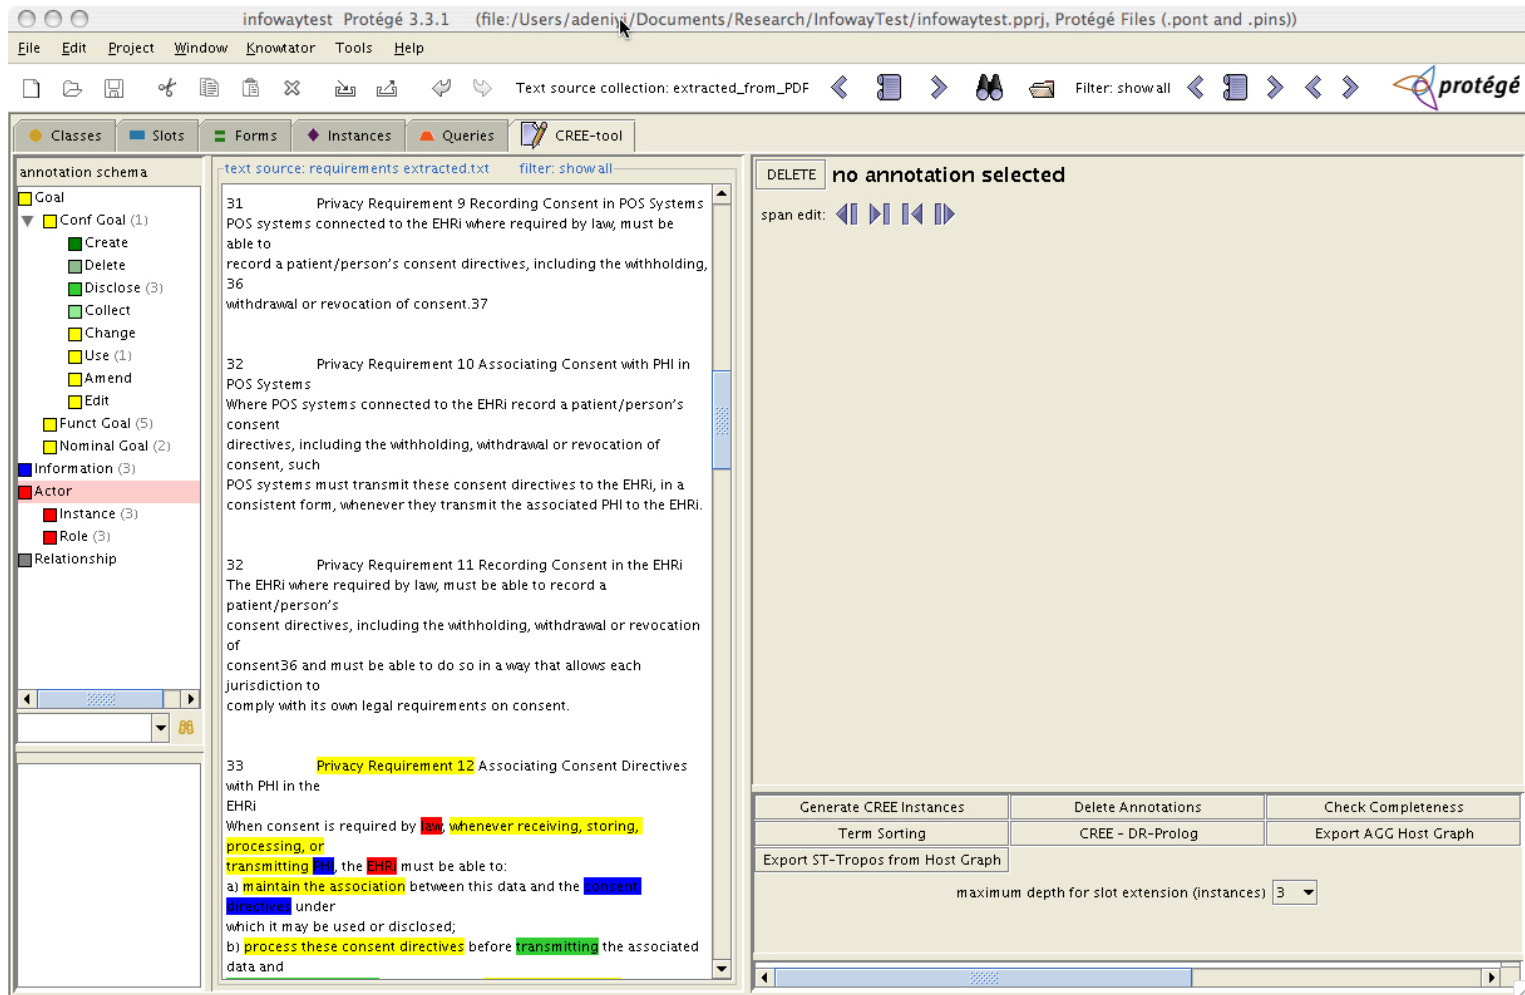 infowaytest Protégé 3.3.1 (file:/Users/adeniyi/Documents/Research/InfowayTest/infowaytest.pprj, Protégé Files (.pont and .pins))
File Edit Project Window Knowtator Tools Help
Text source collection: extracted_from_PDF Filter: show all protégé
Classes Slots Forms Instances Queries CREE-tool
annotation schema
Goal
Conf Goal (1)
Create
Delete
Disclose (3)
Collect
Change
Use (1)
Amend
Edit
Funct Goal (5)
Nominal Goal (2)
Information (3)
Actor
Instance (3)
Role (3)
Relationship
text source: requirements extracted.txt filter: show all
31 Privacy Requirement 9 Recording Consent in POS Systems
POS systems connected to the EHRi where required by law, must be
able to
record a patient/person's consent directives, including the withholding,
36
withdrawal or revocation of consent.37
32 Privacy Requirement 10 Associating Consent with PHI in
POS Systems
Where POS systems connected to the EHRi record a patient/person's
consent
directives, including the withholding, withdrawal or revocation of
consent, such
POS systems must transmit these consent directives to the EHRi, in a
consistent form, whenever they transmit the associated PHI to the EHRi.
32 Privacy Requirement 11 Recording Consent in the EHRi
The EHRi where required by law, must be able to record a
patient/person's
consent directives, including the withholding, withdrawal or revocation
of
consent36 and must be able to do so in a way that allows each
jurisdiction to
comply with its own legal requirements on consent.
33 Privacy Requirement 12 Associating Consent Directives
with PHI in the
EHRi
When consent is required by law, whenever receiving, storing,
processing, or
transmitting PHI, the EHRi must be able to:
a) maintain the association between this data and the consent
directives under
which it may be used or disclosed;
b) process these consent directives before transmitting the associated
data and
DELETE no annotation selected
span edit:
Generate CREE Instances Delete Annotations Check Completeness
Term Sorting CREE - DR-Prolog Export AGG Host Graph
Export ST-Tropos from Host Graph
maximum depth for slot extension (instances) 3